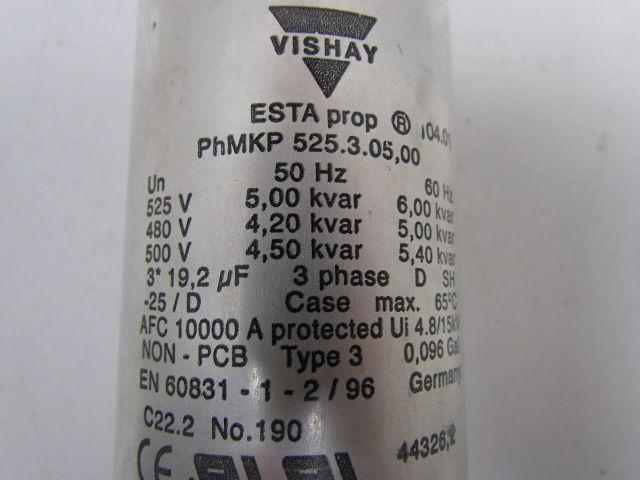 VISHAY
ESTA prop ® 04.01
PhMKP 525.3.05,00
Un 50 Hz 60 Hz
525 V 5,00 kvar 6,00 kvar
480 V 4,20 kvar 5,00 kvar
500 V 4,50 kvar 5,40 kvar
3* 19,2 µF 3 phase D SH
-25 / D Case max. 65°C
AFC 10000 A protected Ui 4.8/15kV
NON - PCB Type 3 0,096 Gal
EN 60831 - 1 - 2 / 96 Germany
C22.2 No.190
CE